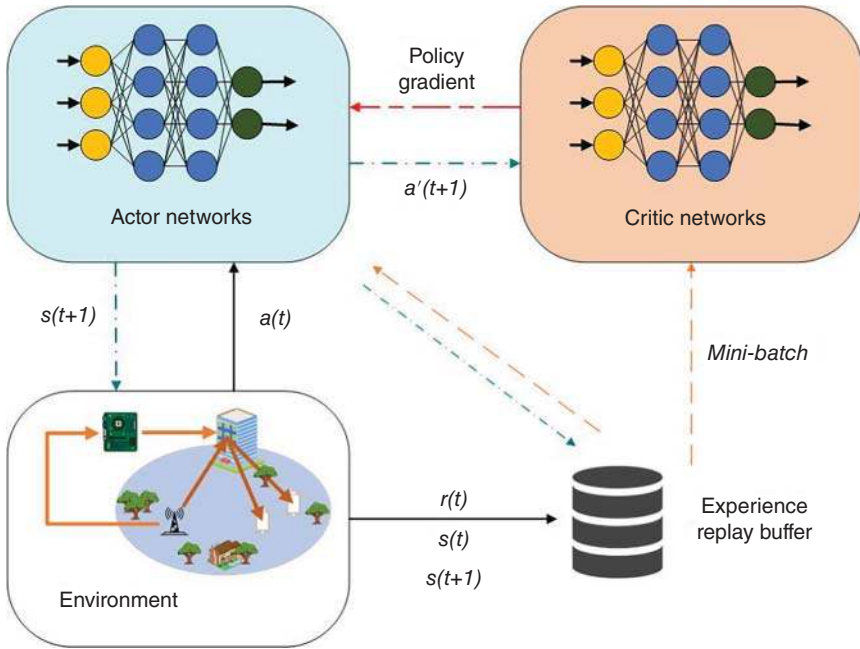 Policy
gradient
a′(t+1)
Actor networks
Critic networks
s(t+1)
a(t)
Mini-batch
r(t)
s(t)
s(t+1)
Experience
replay buffer
Environment